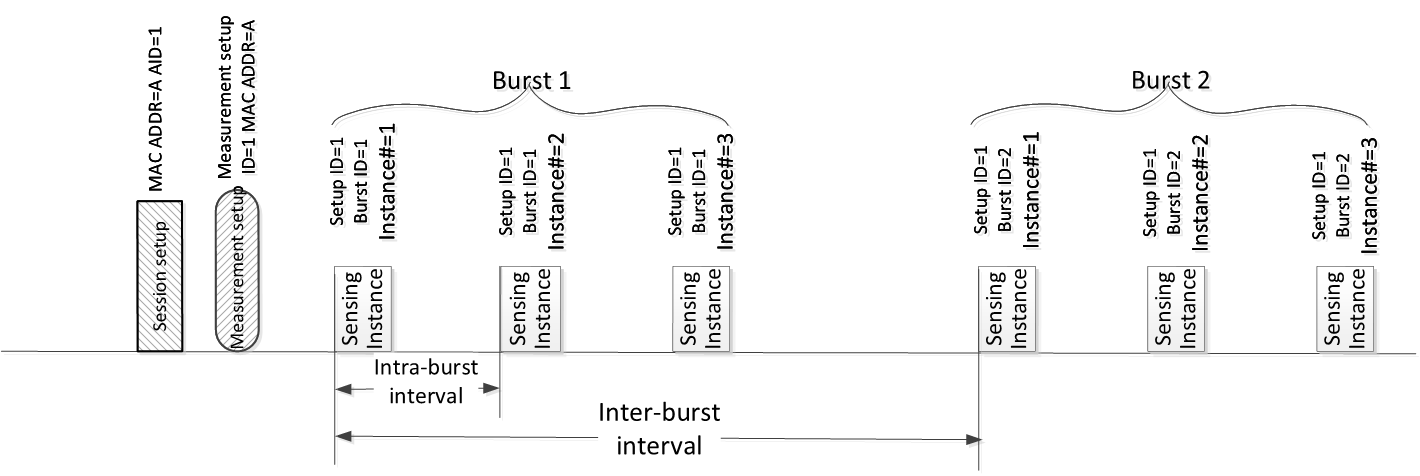 MAC ADDR=A AID=1
Session setup
Measurement setup
ID=1 MAC ADDR=A
Measurement setup
Burst 1
Setup ID=1
Burst ID=1
Instance#=1
Sensing
Instance
Setup ID=1
Burst ID=1
Instance#=2
Sensing
Instance
Setup ID=1
Burst ID=1
Instance#=3
Sensing
Instance
Burst 2
Setup ID=1
Burst ID=2
Instance#=1
Sensing
Instance
Setup ID=1
Burst ID=2
Instance#=2
Sensing
Instance
Setup ID=1
Burst ID=2
Instance#=3
Sensing
Instance
Intra-burst
interval
Inter-burst
interval